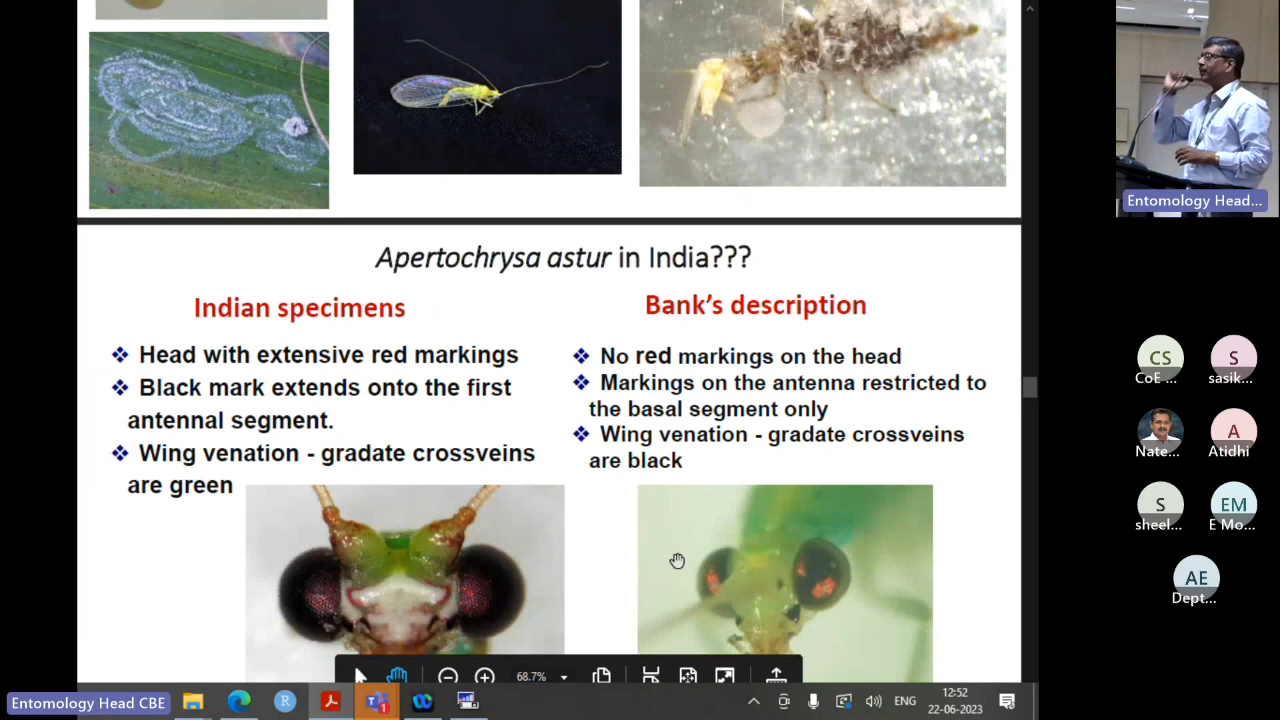 Entomology Head...
Apertochrysa astur in India???
Indian specimens
❖ Head with extensive red markings
❖ Black mark extends onto the first
antennal segment.
❖ Wing venation - gradate crossveins
are green
Bank's description
❖ No red markings on the head
❖ Markings on the antenna restricted to
the basal segment only
❖ Wing venation - gradate crossveins
are black
CS
CoE ...
S
sasik...
Nate...
A
Atidhi
S
sheel...
EM
E Mo...
AE
Dept...
68.7%
Entomology Head CBE
R
1
ENG
12:52
22-06-2023